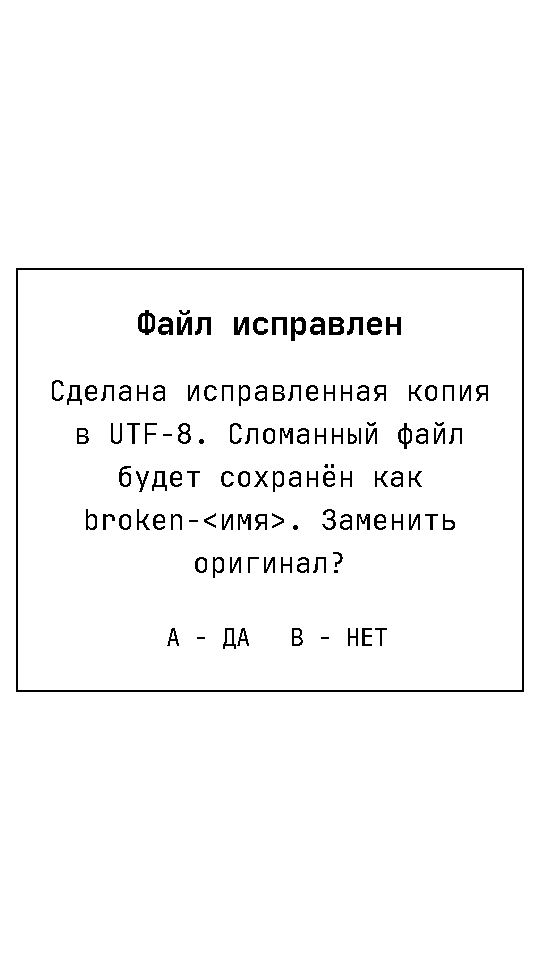 Файл исправлен
Сделана исправленная копия
в UTF-8. Сломанный файл
будет сохранён как
broken-<имя>. Заменить
оригинал?
A - ДА   B - НЕТ